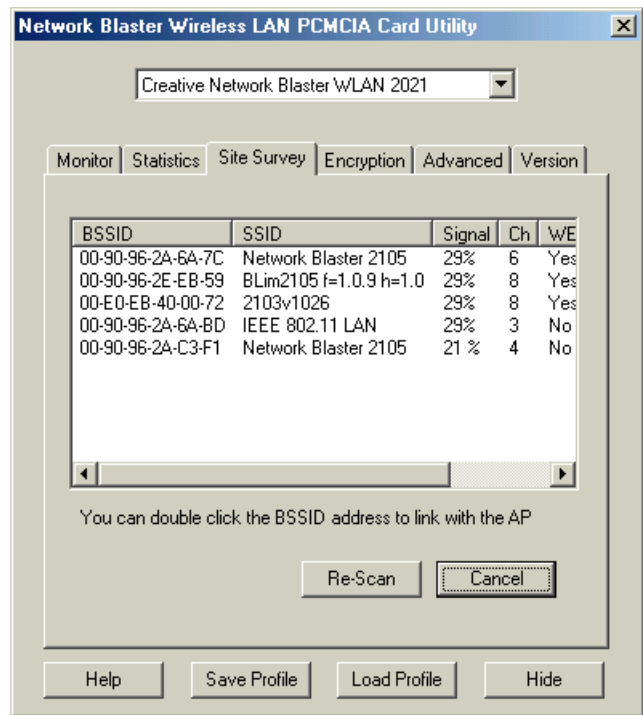 Network Blaster Wireless LAN PCMCIA Card Utility
Creative Network Blaster WLAN 2021
Monitor Statistics Site Survey Encryption Advanced Version
BSSID SSID Signal Ch WE
00-90-96-2A-6A-7C Network Blaster 2105 29% 6 Yes
00-90-96-2E-EB-59 BLim2105 f=1.0.9 h=1.0 29% 8 Yes
00-E0-EB-40-00-72 2103v1026 29% 8 Yes
00-90-96-2A-6A-BD IEEE 802.11 LAN 29% 3 No
00-90-96-2A-C3-F1 Network Blaster 2105 21 % 4 No
You can double click the BSSID address to link with the AP
Re-Scan Cancel
Help Save Profile Load Profile Hide